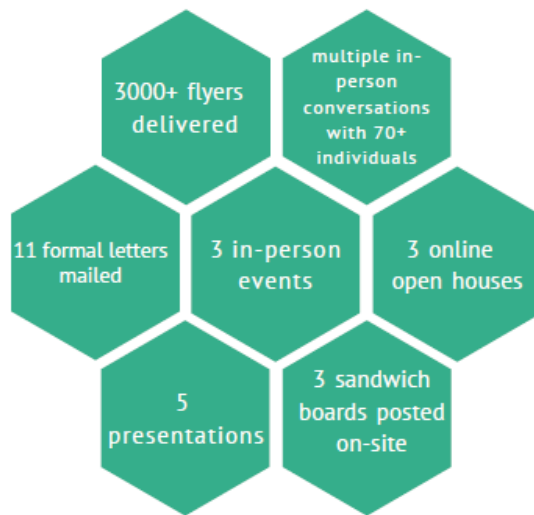 3000+ flyers
delivered
multiple in-
person
conversations
with 70+
individuals
11 formal letters
mailed
3 in-person
events
3 online
open houses
5
presentations
3 sandwich
boards posted
on-site